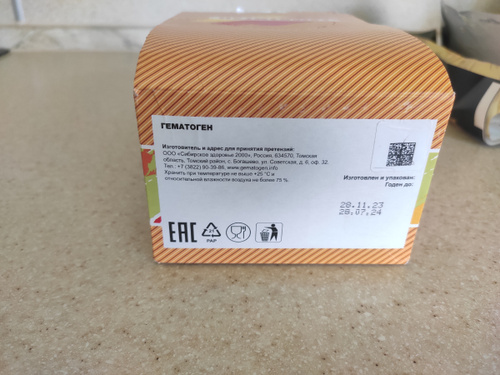 ГЕМАТОГЕН
Изготовитель и адрес для принятия претензий:
ООО «Сибирское здоровье 2000», Россия, 634570, Томская
область, Томский район, с. Богашево, ул. Советская, д. 6, оф. 32.
Тел.: +7 (3822) 90-39-86, www.gematogen.info
Хранить при температуре не выше +25 °С и
относительной влажности воздуха не более 75 %.
Изготовлен и упакован:
Годен до:
28.11.23
28.07.24
EAC
21
PAP